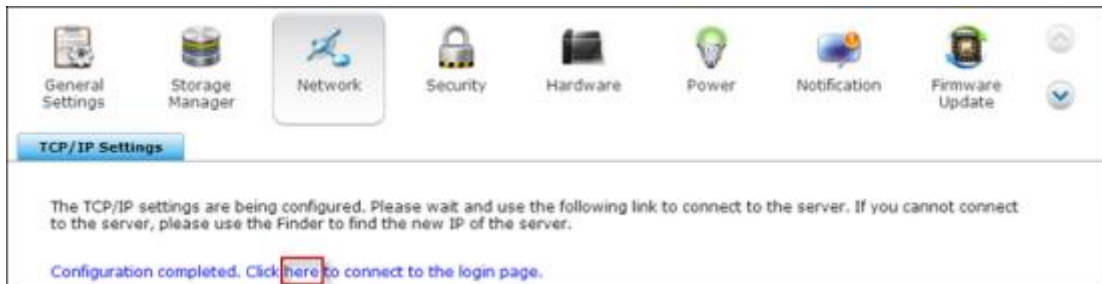 General Settings
Storage Manager
Network
Security
Hardware
Power
Notification
Firmware Update
TCP/IP Settings
The TCP/IP settings are being configured. Please wait and use the following link to connect to the server. If you cannot connect
to the server, please use the Finder to find the new IP of the server.
Configuration completed. Click here to connect to the login page.